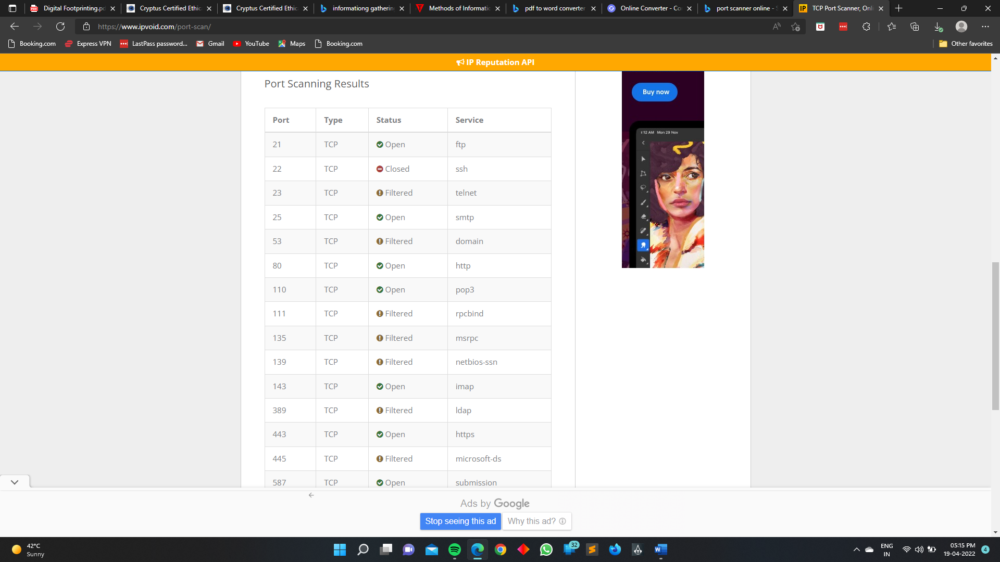 Digital Footprinting.pd
Cryptus Certified Ethic
Cryptus Certified Ethic
informationg gathering
Methods of Informatic
pdf to word converter
Online Converter - Co
port scanner online - S
IP TCP Port Scanner, Onli
https://www.ipvoid.com/port-scan/
Booking.com
Express VPN
LastPass password...
Gmail
YouTube
Maps
Booking.com
Other favorites
IP Reputation API
Port Scanning Results
Port Type Status Service
21 TCP Open ftp
22 TCP Closed ssh
23 TCP Filtered telnet
25 TCP Open smtp
53 TCP Filtered domain
80 TCP Open http
110 TCP Open pop3
111 TCP Filtered rpcbind
135 TCP Filtered msrpc
139 TCP Filtered netbios-ssn
143 TCP Open imap
389 TCP Filtered ldap
443 TCP Open https
445 TCP Filtered microsoft-ds
587 TCP Open submission
Buy now
1:12 AM Mon 29 Nov
Ads by Google
Stop seeing this ad
Why this ad?
42°C
Sunny
32
ENG
IN
05:15 PM
19-04-2022
4